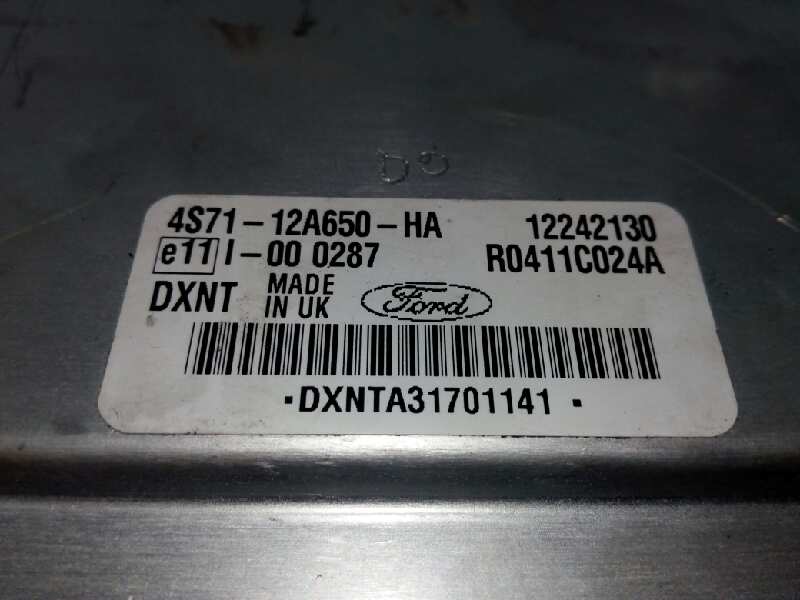 4S71-12A650-HA 12242130
e11 I-00 0287 R0411C024A
DXNT MADE IN UK Ford
·DXNTA31701141·